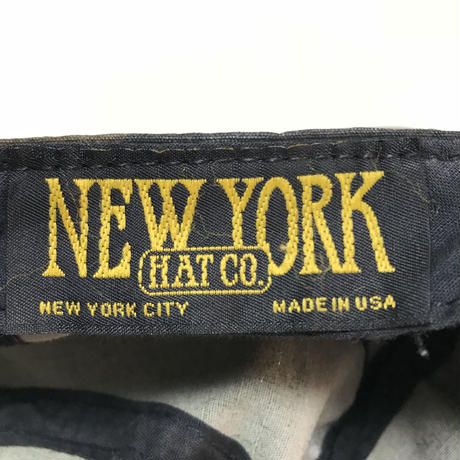 NEW YORK
HAT CO.
NEW YORK CITY MADE IN USA